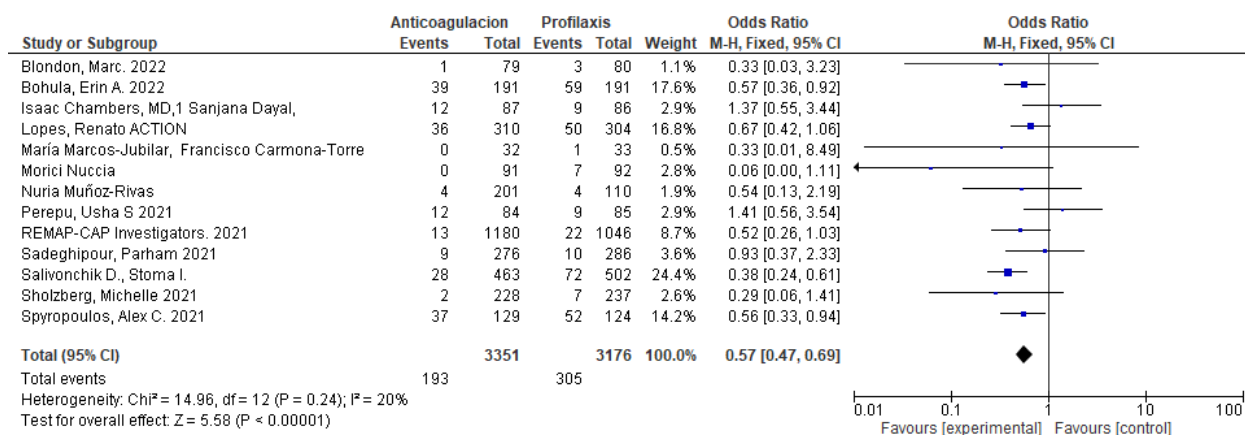 Anticoagulacion Profilaxis Odds Ratio Odds Ratio
Study or Subgroup Events Total Events Total Weight M-H, Fixed, 95% CI M-H, Fixed, 95% CI
Blondon, Marc. 2022 1 79 3 80 1.1% 0.33 [0.03, 3.23]
Bohula, Erin A. 2022 39 191 59 191 17.6% 0.57 [0.36, 0.92]
Isaac Chambers, MD,1 Sanjana Dayal, 12 87 9 86 2.9% 1.37 [0.55, 3.44]
Lopes, Renato ACTION 36 310 50 304 16.8% 0.67 [0.42, 1.06]
María Marcos-Jubilar, Francisco Carmona-Torre 0 32 1 33 0.5% 0.33 [0.01, 8.49]
Morici Nuccia 0 91 7 92 2.8% 0.06 [0.00, 1.11]
Nuria Muñoz-Rivas 4 201 4 110 1.9% 0.54 [0.13, 2.19]
Perepu, Usha S 2021 12 84 9 85 2.9% 1.41 [0.56, 3.54]
REMAP-CAP Investigators. 2021 13 1180 22 1046 8.7% 0.52 [0.26, 1.03]
Sadeghipour, Parham 2021 9 276 10 286 3.6% 0.93 [0.37, 2.33]
Salivonchik D., Stoma I. 28 463 72 502 24.4% 0.38 [0.24, 0.61]
Sholzberg, Michelle 2021 2 228 7 237 2.6% 0.29 [0.06, 1.41]
Spyropoulos, Alex C. 2021 37 129 52 124 14.2% 0.56 [0.33, 0.94]
Total (95% CI) 3351 3176 100.0% 0.57 [0.47, 0.69]
Total events 193 305
Heterogeneity: Chi² = 14.96, df = 12 (P = 0.24); I² = 20%
Test for overall effect: Z = 5.58 (P < 0.00001)
0.01 0.1 1 10 100
Favours [experimental] Favours [control]